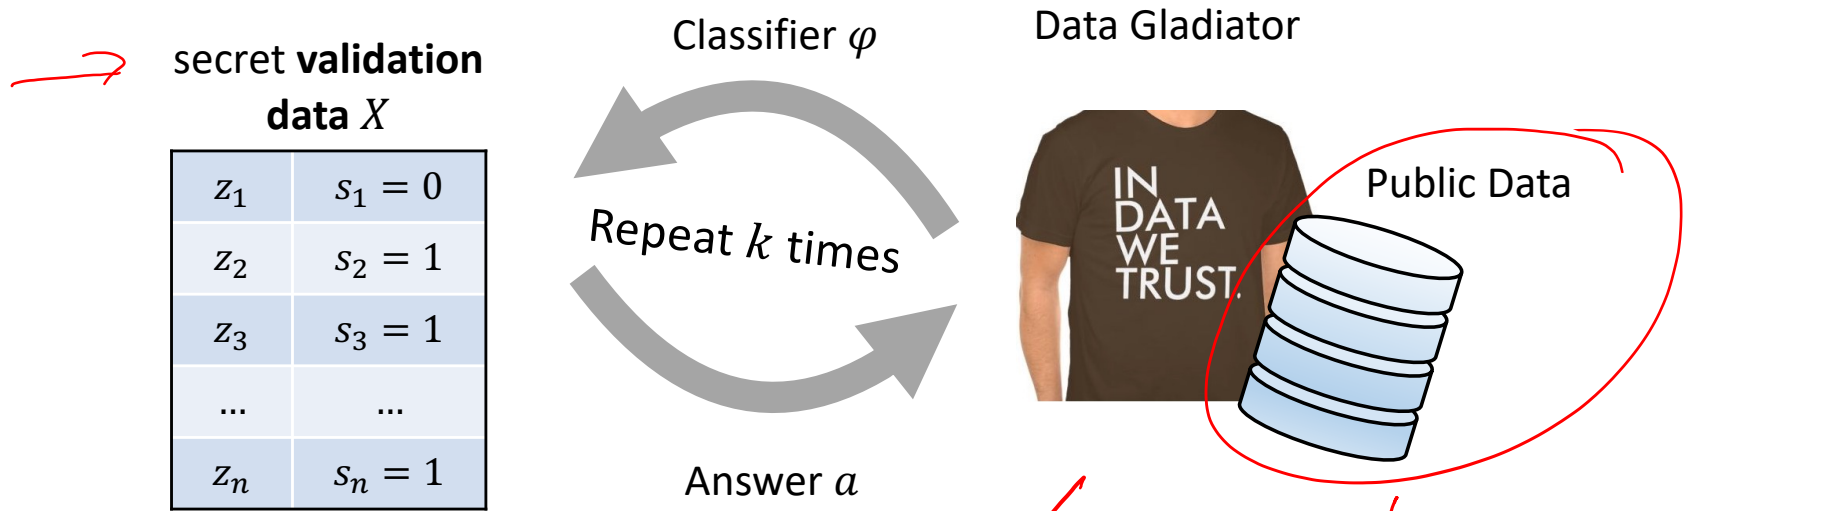 secret validation
data X
z₁ s₁ = 0
z₂ s₂ = 1
z₃ s₃ = 1
... ...
zₙ sₙ = 1
Classifier φ
Repeat k times
Answer a
Data Gladiator
IN
DATA
WE
TRUST.
Public Data